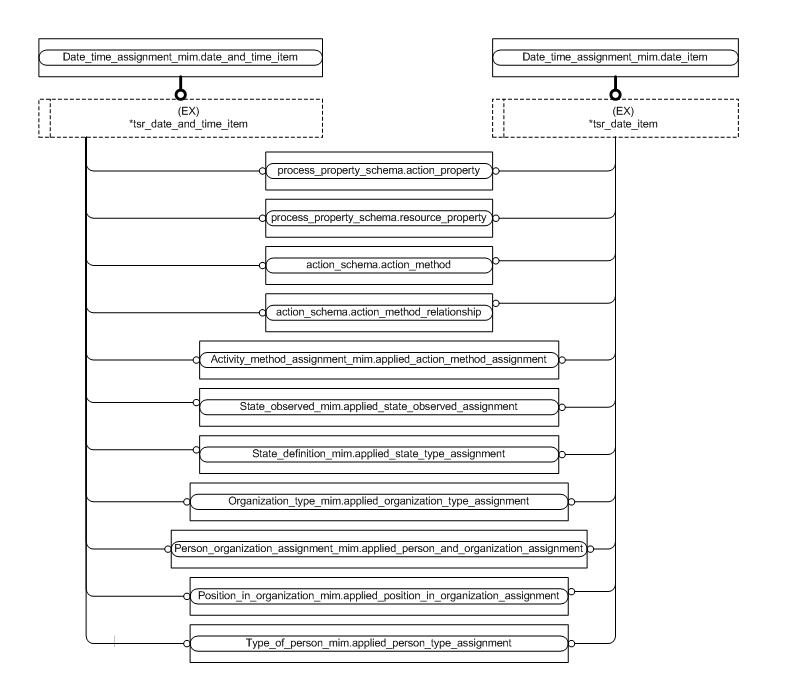 Date_time_assignment_mim.date_and_time_item
Date_time_assignment_mim.date_item
(EX)
*tsr_date_and_time_item
(EX)
*tsr_date_item
process_property_schema.action_property
process_property_schema.resource_property
action_schema.action_method
action_schema.action_method_relationship
Activity_method_assignment_mim.applied_action_method_assignment
State_observed_mim.applied_state_observed_assignment
State_definition_mim.applied_state_type_assignment
Organization_type_mim.applied_organization_type_assignment
Person_organization_assignment_mim.applied_person_and_organization_assignment
Position_in_organization_mim.applied_position_in_organization_assignment
Type_of_person_mim.applied_person_type_assignment